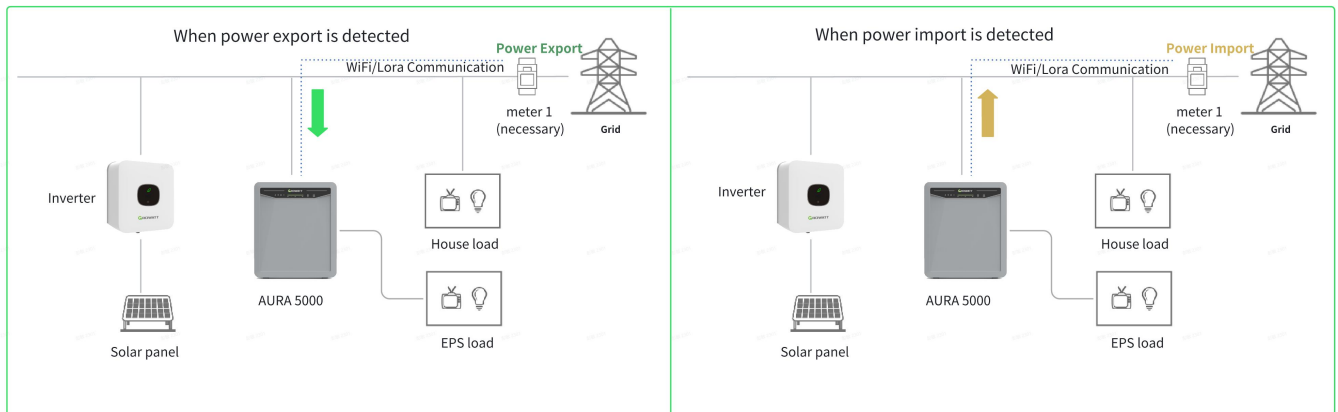 When power export is detected
Power Export
WiFi/Lora Communication
meter 1
(necessary)
Grid
Inverter
GROWATT
AURA 5000
House load
EPS load
Solar panel
When power import is detected
Power Import
WiFi/Lora Communication
meter 1
(necessary)
Grid
Inverter
GROWATT
AURA 5000
House load
EPS load
Solar panel